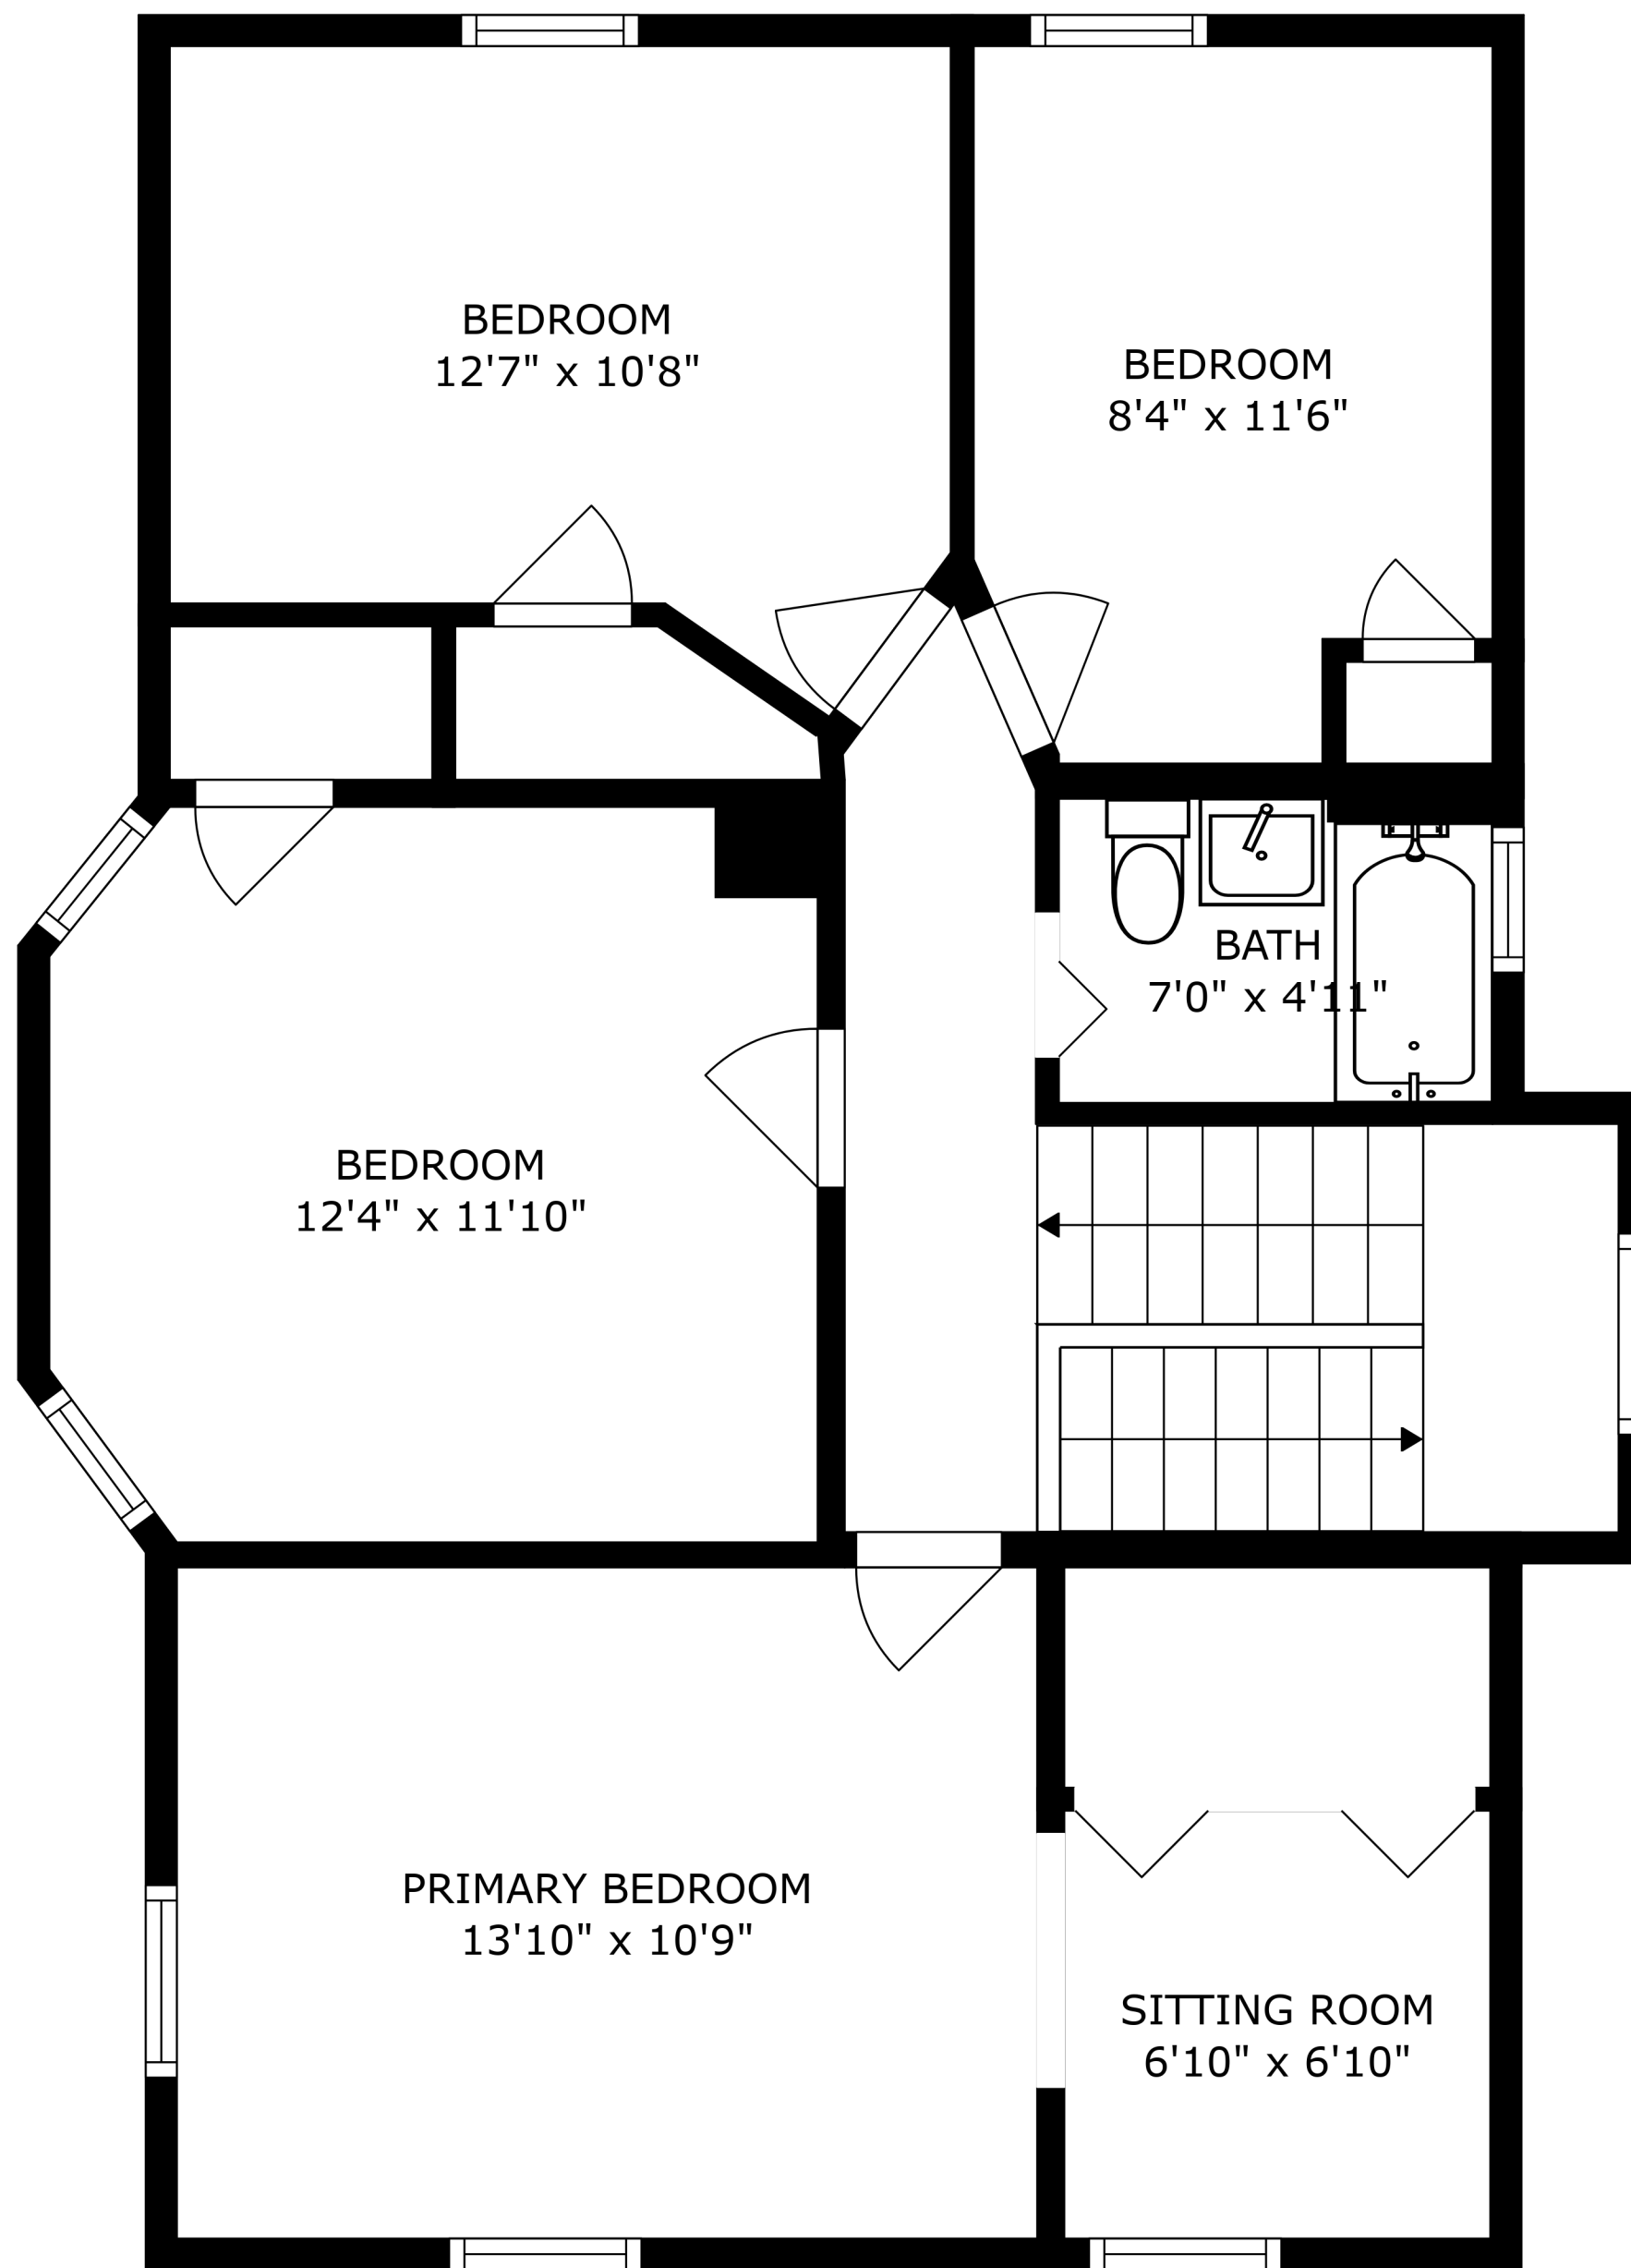 BEDROOM
12'7" x 10'8"
BEDROOM
8'4" x 11'6"
BATH
7'0" x 4'11"
BEDROOM
12'4" x 11'10"
PRIMARY BEDROOM
13'10" x 10'9"
SITTING ROOM
6'10" x 6'10"